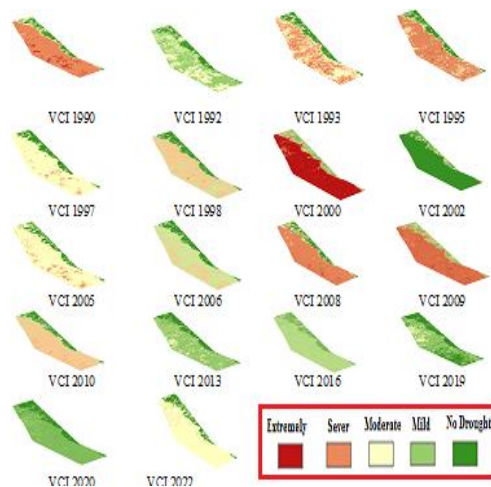 VCI 1990 VCI 1992 VCI 1993 VCI 1995
VCI 1997 VCI 1998 VCI 2000 VCI 2002
VCI 2005 VCI 2006 VCI 2008 VCI 2009
VCI 2010 VCI 2013 VCI 2016 VCI 2019
Extremely Sever Moderate Mild No Drought
VCI 2020 VCI 2022